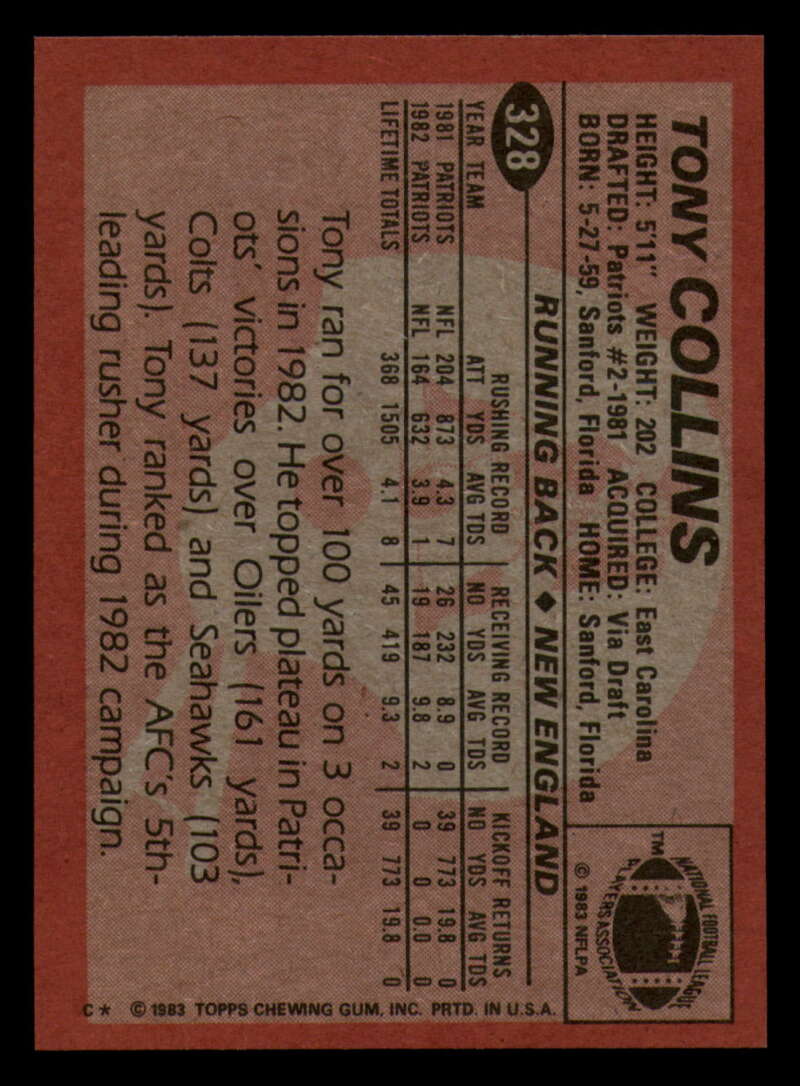 TONY COLLINS
HEIGHT: 5'11" WEIGHT: 202 COLLEGE: East Carolina
DRAFTED: Patriots #2-1981 ACQUIRED: Via Draft
BORN: 5-27-59, Sanford, Florida HOME: Sanford, Florida
NATIONAL FOOTBALL LEAGUE
PLAYERS ASSOCIATION
TM
© 1983 NFLPA
328
RUNNING BACK ◆ NEW ENGLAND
RUSHING RECORD RECEIVING RECORD KICKOFF RETURNS
YEAR TEAM ATT YDS AVG TDS NO YDS AVG TDS NO YDS AVG TDS
1981 PATRIOTS NFL 204 873 4.3 7 26 232 8.9 0 39 773 19.8 0
1982 PATRIOTS NFL 164 632 3.9 1 19 187 9.8 2 0 0 0.0 0
LIFETIME TOTALS 368 1505 4.1 8 45 419 9.3 2 39 773 19.8 0
Tony ran for over 100 yards on 3 occa-
sions in 1982. He topped plateau in Patri-
ots' victories over Oilers (161 yards),
Colts (137 yards) and Seahawks (103
yards). Tony ranked as the AFC's 5th-
leading rusher during 1982 campaign.
C* © 1983 TOPPS CHEWING GUM, INC. PRTD. IN U.S.A.